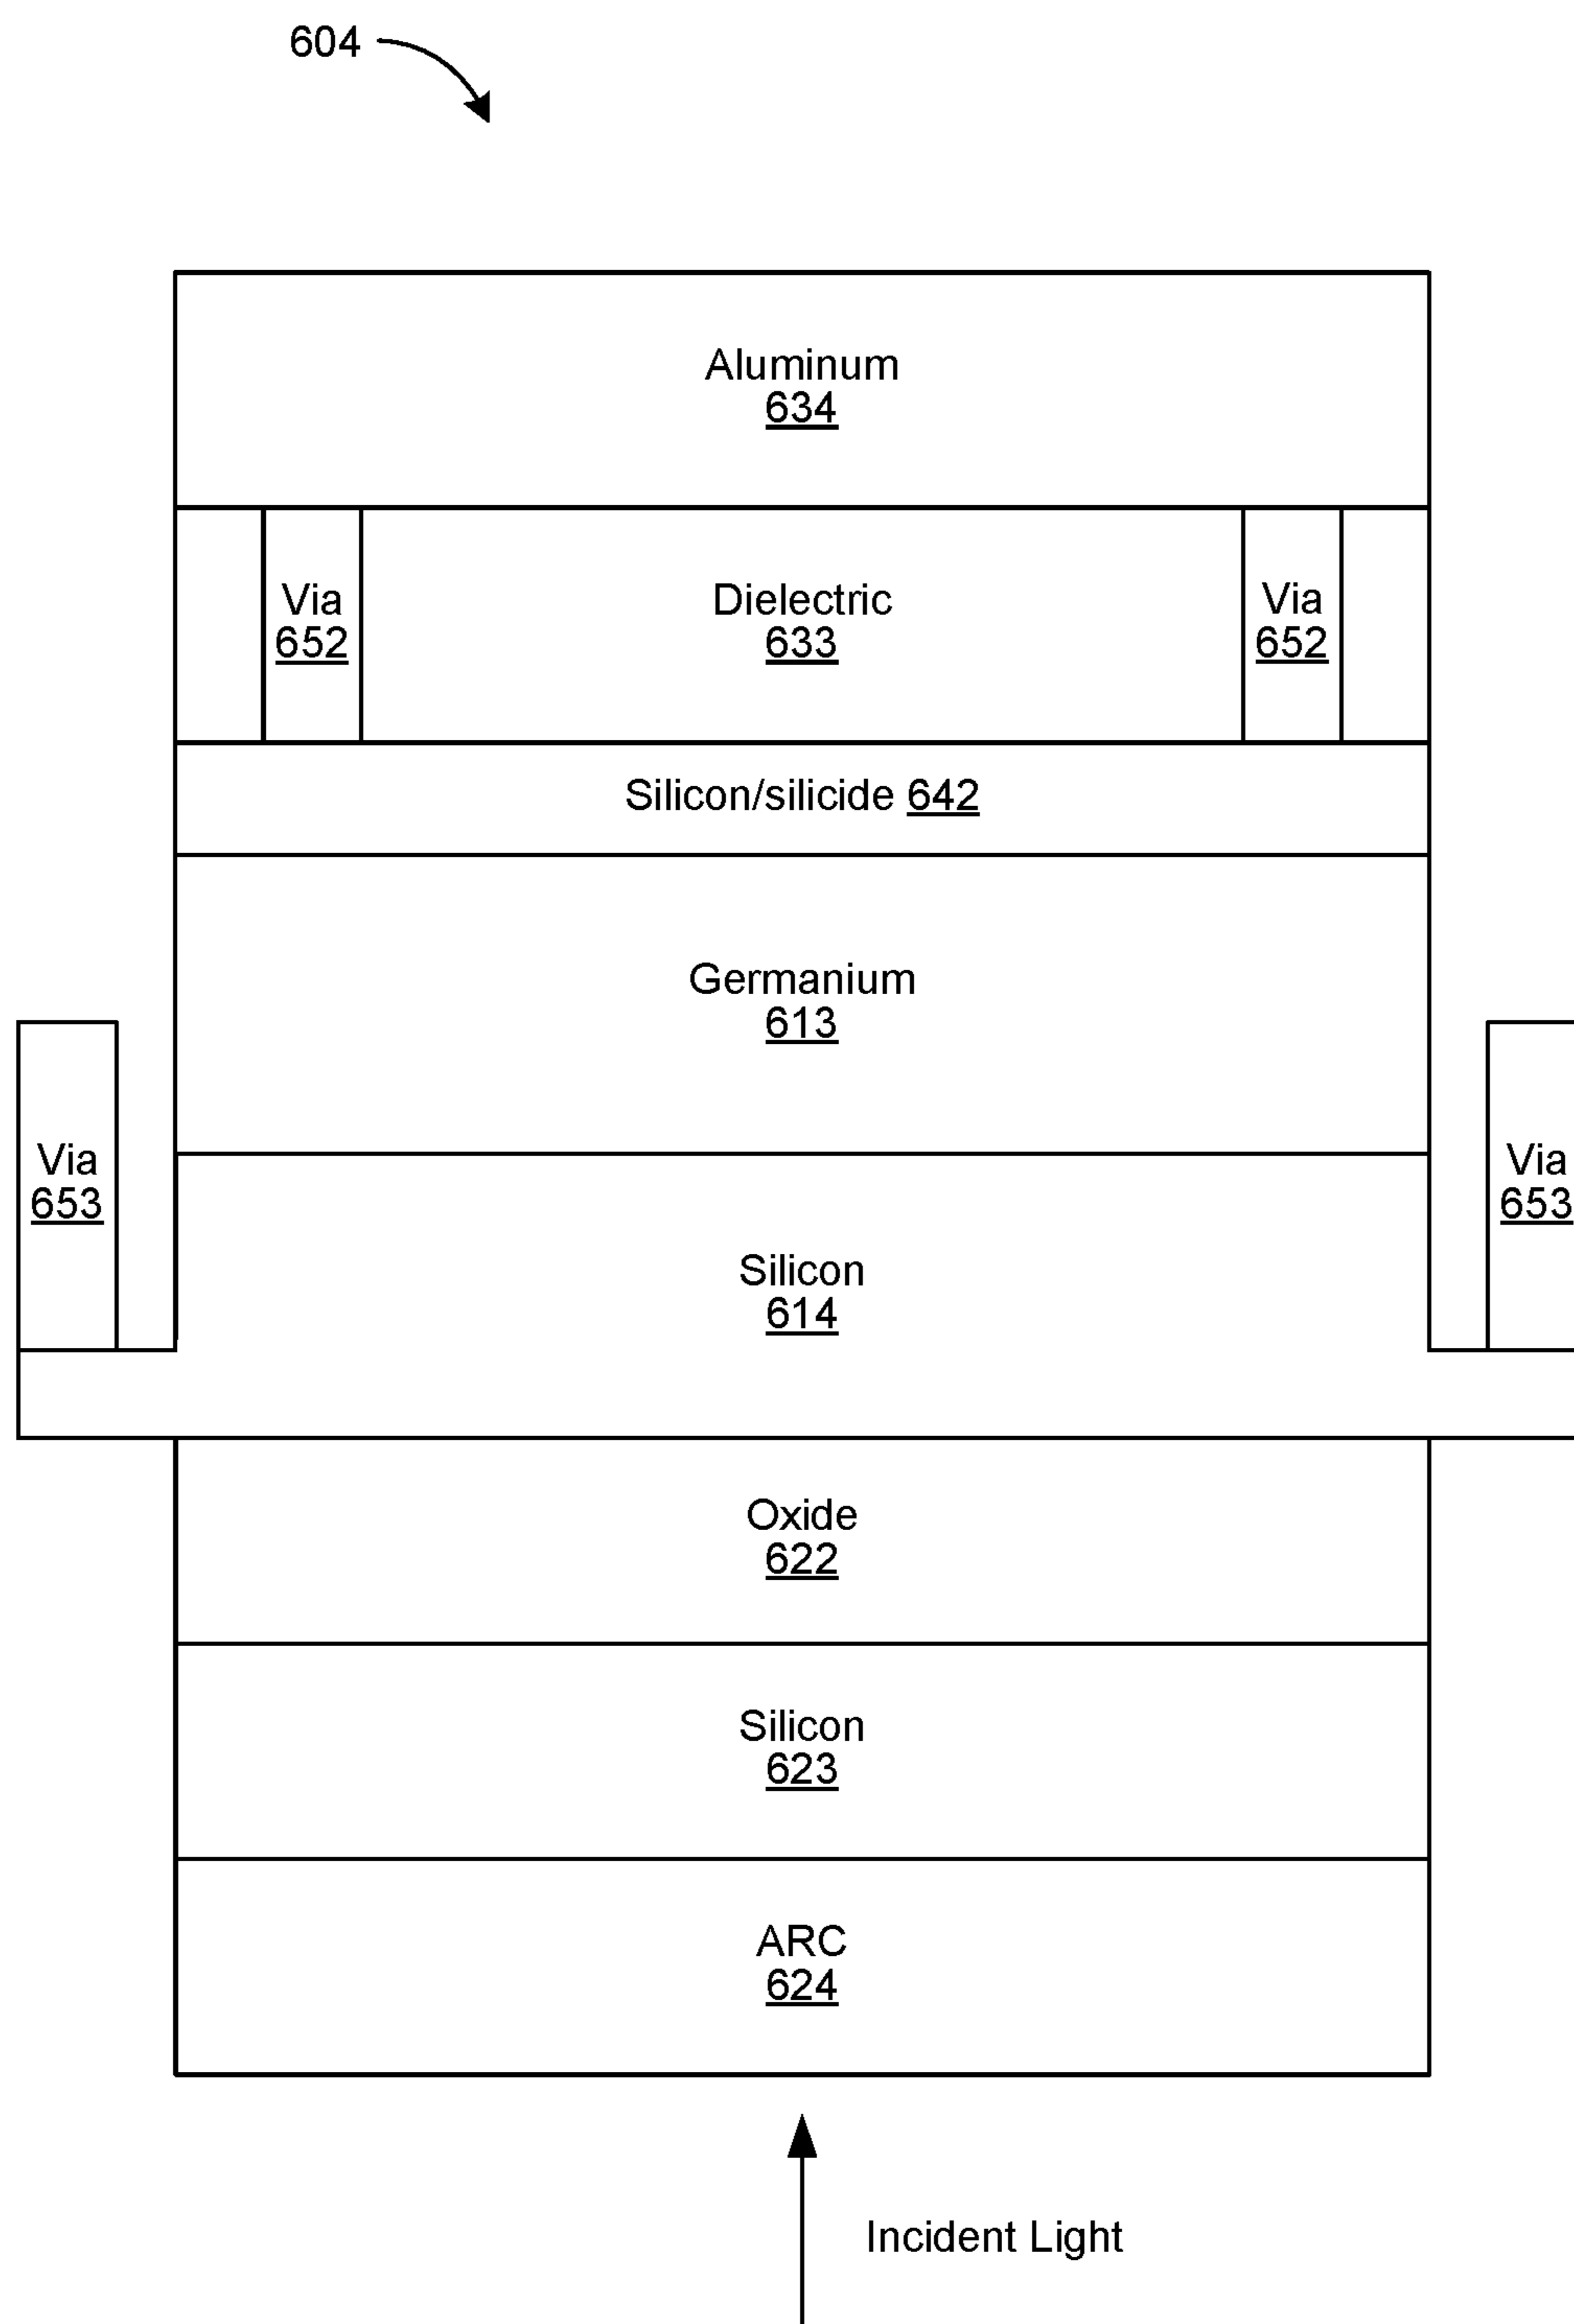 604
Aluminum
634
Via
652
Dielectric
633
Via
652
Silicon/silicide 642
Germanium
613
Via
653
Via
653
Silicon
614
Oxide
622
Silicon
623
ARC
624
Incident Light